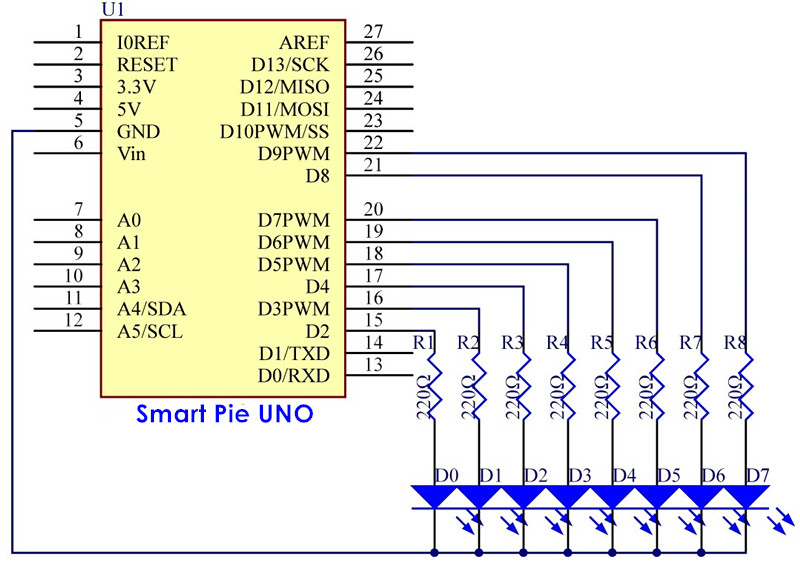 U1
1 I0REF AREF 27
2 RESET D13/SCK 26
3 3.3V D12/MISO 25
4 5V D11/MOSI 24
5 GND D10PWM/SS 23
6 Vin D9PWM 22
D8 21
7 A0 D7PWM 20
8 A1 D6PWM 19
9 A2 D5PWM 18
10 A3 D4 17
11 A4/SDA D3PWM 16
12 A5/SCL D2 15
D1/TXD 14
D0/RXD 13
R1 R2 R3 R4 R5 R6 R7 R8
220Ω 220Ω 220Ω 220Ω 220Ω 220Ω 220Ω 220Ω
Smart Pie UNO
D0 D1 D2 D3 D4 D5 D6 D7